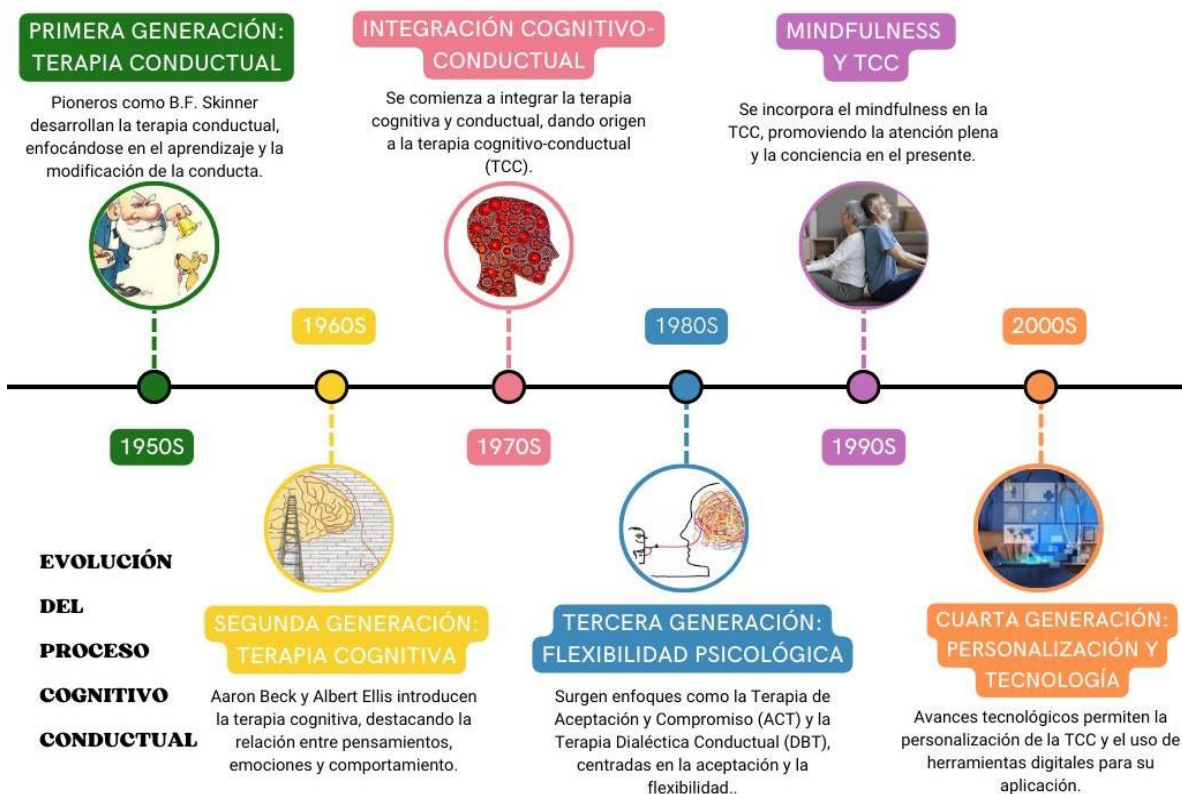 PRIMERA GENERACIÓN:
TERAPIA CONDUCTUAL
Pioneros como B.F. Skinner
desarrollan la terapia conductual,
enfocándose en el aprendizaje y la
modificación de la conducta.
INTEGRACIÓN COGNITIVO-
CONDUCTUAL
Se comienza a integrar la terapia
cognitiva y conductual, dando origen
a la terapia cognitivo-conductual
(TCC).
MINDFULNESS
Y TCC
Se incorpora el mindfulness en la
TCC, promoviendo la atención plena
y la conciencia en el presente.
1960S
1980S
2000S
1950S
1970S
1990S
EVOLUCIÓN
DEL
PROCESO
COGNITIVO
CONDUCTUAL
SEGUNDA GENERACIÓN:
TERAPIA COGNITIVA
Aaron Beck y Albert Ellis introducen
la terapia cognitiva, destacando la
relación entre pensamientos,
emociones y comportamiento.
TERCERA GENERACIÓN:
FLEXIBILIDAD PSICOLÓGICA
Surgen enfoques como la Terapia de
Aceptación y Compromiso (ACT) y la
Terapia Dialéctica Conductual (DBT),
centradas en la aceptación y la
flexibilidad..
CUARTA GENERACIÓN:
PERSONALIZACIÓN Y
TECNOLOGÍA
Avances tecnológicos permiten la
personalización de la TCC y el uso de
herramientas digitales para su
aplicación.